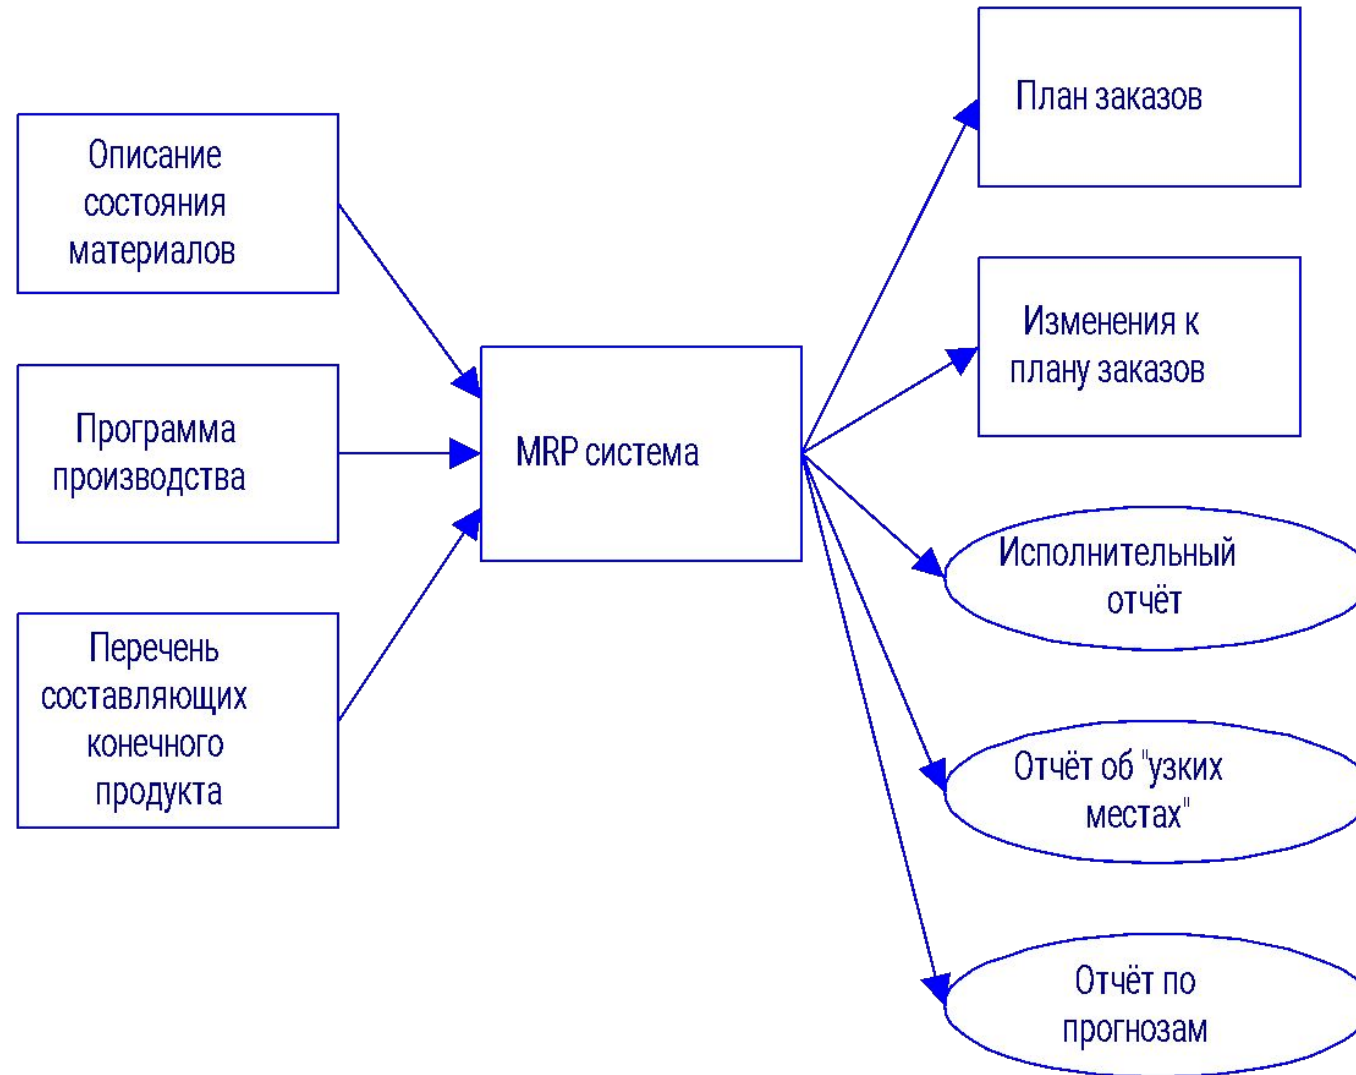 Описание
состояния
материалов
Программа
производства
Перечень
составляющих
конечного
продукта
MRP система
План заказов
Изменения к
плану заказов
Исполнительный
отчёт
Отчёт об "узких
местах"
Отчёт по
прогнозам